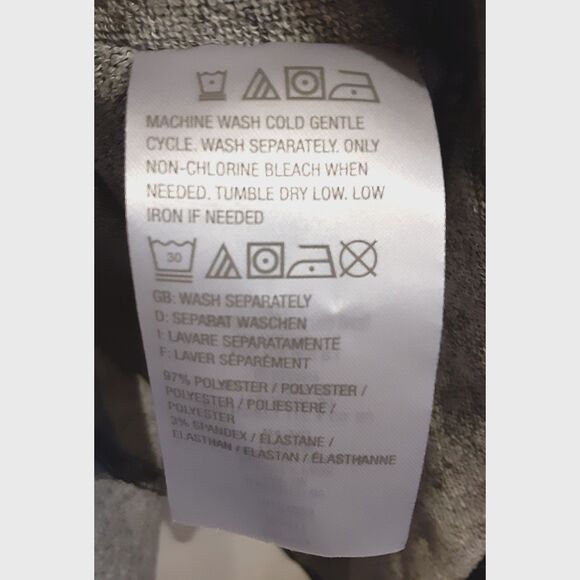 MACHINE WASH COLD GENTLE
CYCLE. WASH SEPARATELY. ONLY
NON-CHLORINE BLEACH WHEN
NEEDED. TUMBLE DRY LOW. LOW
IRON IF NEEDED
30
GB: WASH SEPARATELY
D: SEPARAT WASCHEN
I: LAVARE SEPARATAMENTE
F: LAVER SÉPARÉMENT
97% POLYESTER / POLYESTER /
POLYESTER / POLIESTERE /
POLYESTER
3% SPANDEX / ÉLASTANE /
ELASTHAN / ELASTAN / ÉLASTHANNE